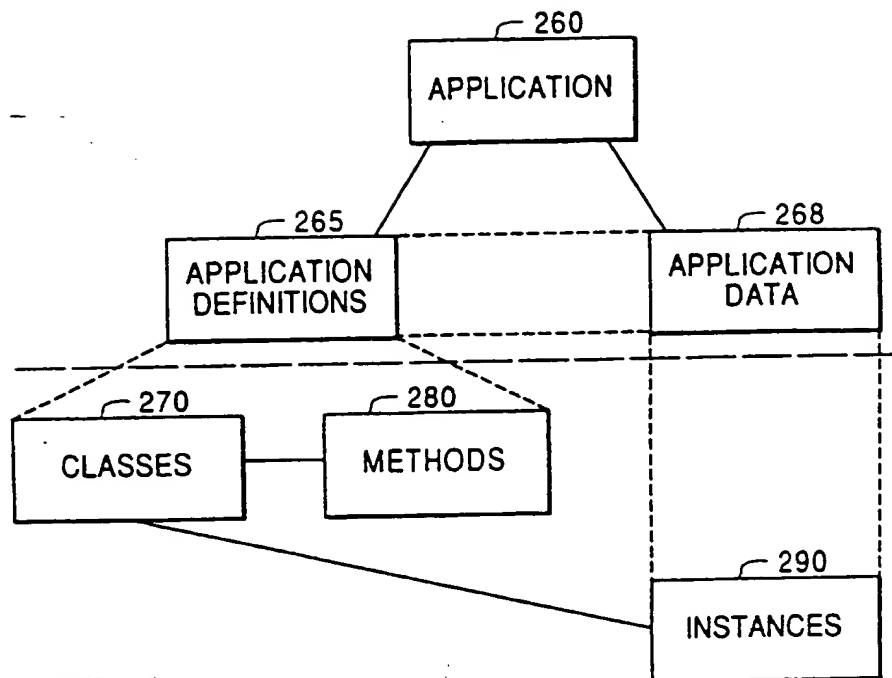 260
APPLICATION
265
APPLICATION
DEFINITIONS
268
APPLICATION
DATA
270
CLASSES
280
METHODS
290
INSTANCES